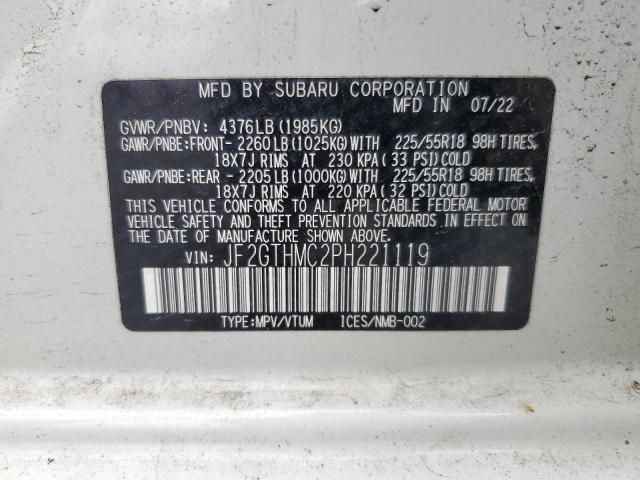 MFD BY SUBARU CORPORATION
MFD IN 07/22
GVWR/PNBV: 4376LB (1985KG)
GAWR/PNBE:FRONT- 2260LB (1025KG)WITH 225/55R18 98H TIRES,
18X7J RIMS AT 230 KPA (33 PSI) COLD
GAWR/PNBE:REAR - 2205LB (1000KG)WITH 225/55R18 98H TIRES,
18X7J RIMS AT 220 KPA (32 PSI) COLD
THIS VEHICLE CONFORMS TO ALL APPLICABLE FEDERAL MOTOR
VEHICLE SAFETY AND THEFT PREVENTION STANDARDS IN EFFECT
ON THE DATE OF MANUFACTURE SHOWN ABOVE.
VIN: JF2GTHMC2PH221119
TYPE:MPV/VTUM ICES/NMB-002